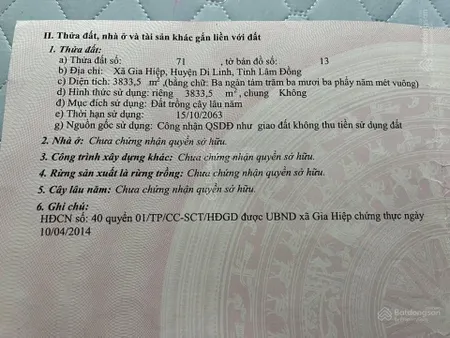 II. Thửa đất, nhà ở và tài sản khác gắn liền với đất
1. Thửa đất:
a) Thửa đất số: 71 , tờ bản đồ số: 13
b) Địa chỉ: Xã Gia Hiệp, Huyện Di Linh, Tỉnh Lâm Đồng
c) Diện tích: 3833,5 m², (bằng chữ: Ba ngàn tám trăm ba mươi ba phẩy năm mét vuông)
d) Hình thức sử dụng: riêng 3833,5 m², chung Không
đ) Mục đích sử dụng: Đất trồng cây lâu năm
e) Thời hạn sử dụng: 15/10/2063
g) Nguồn gốc sử dụng: Công nhận QSDĐ như giao đất không thu tiền sử dụng đất
2. Nhà ở: Chưa chứng nhận quyền sở hữu.
3. Công trình xây dựng khác: Chưa chứng nhận quyền sở hữu.
4. Rừng sản xuất là rừng trồng: Chưa chứng nhận quyền sở hữu.
5. Cây lâu năm: Chưa chứng nhận quyền sở hữu.
6. Ghi chú:
HĐCN số: 40 quyển 01/TP/CC-SCT/HĐGD được UBND xã Gia Hiệp chứng thực ngày
10/04/2014
Batdongsan